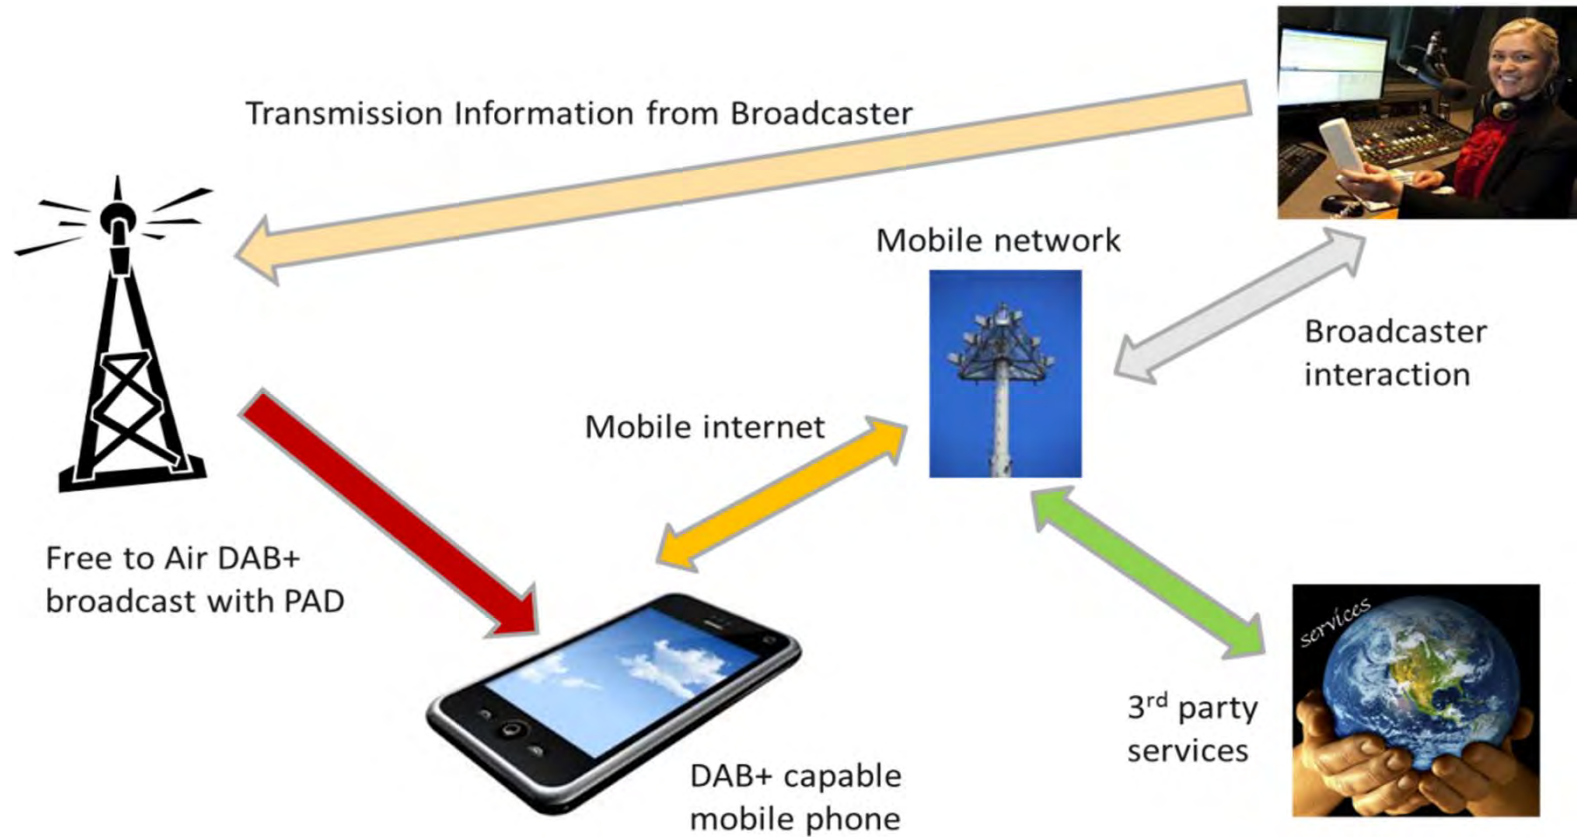 Transmission Information from Broadcaster
Mobile network
Broadcaster
interaction
Mobile internet
Free to Air DAB+
broadcast with PAD
services
3rd party
services
DAB+ capable
mobile phone